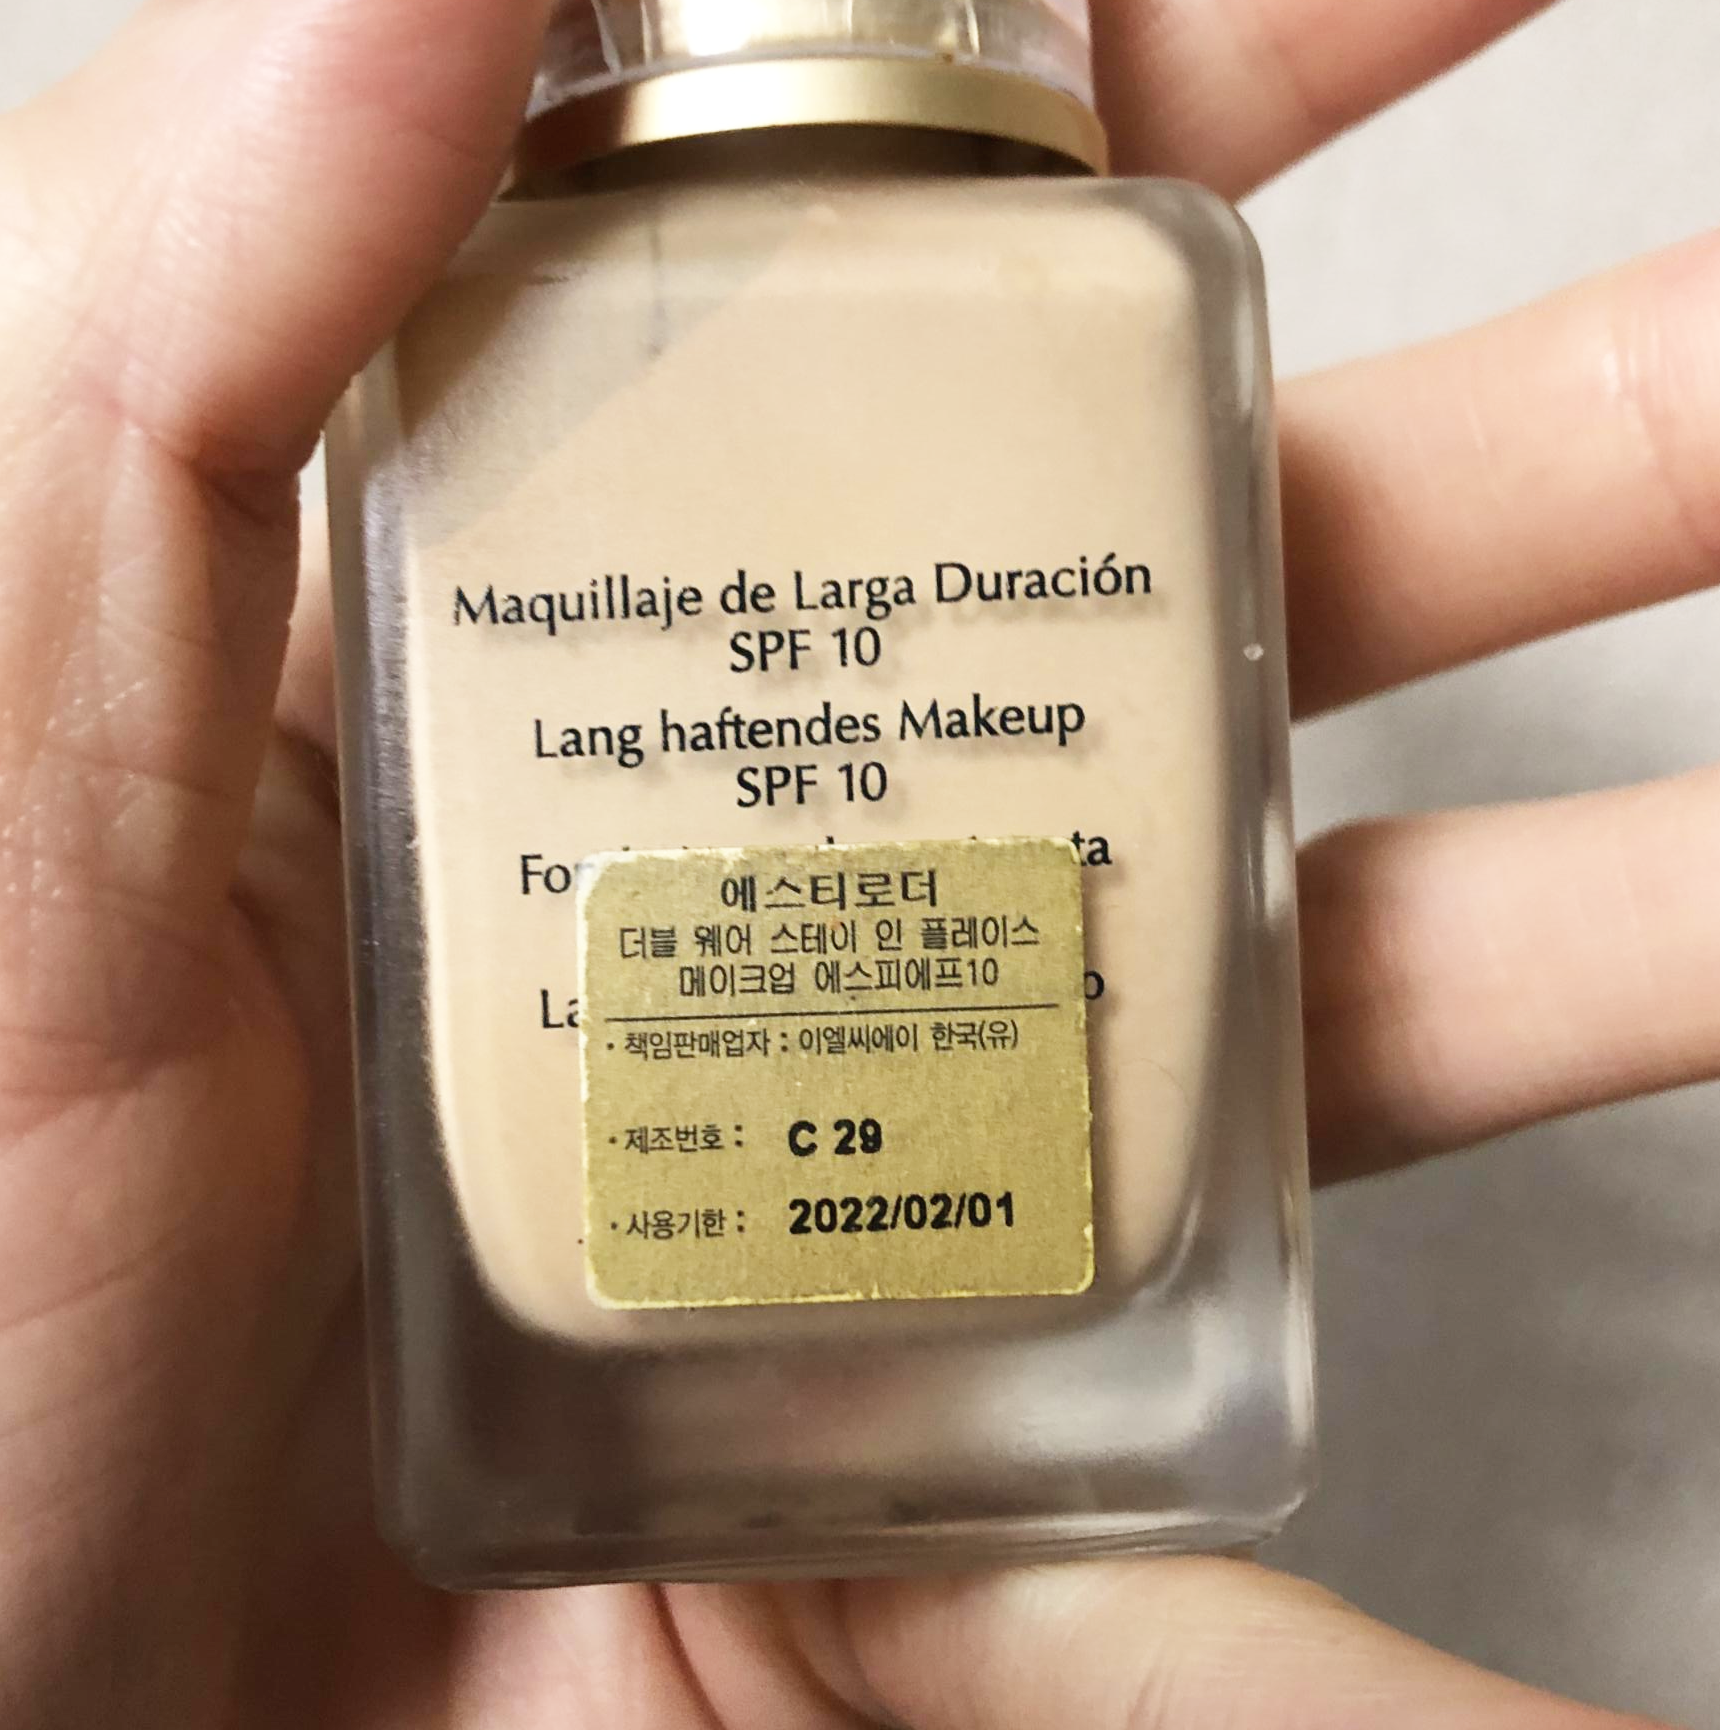 Maquillaje de Larga Duración
SPF 10
Lang haftendes Makeup
SPF 10
에스티로더
더블 웨어 스테이 인 플레이스
메이크업 에스피에프10
· 책임판매업자 : 이엘씨에이 한국(유)
· 제조번호 : C 29
· 사용기한 : 2022/02/01